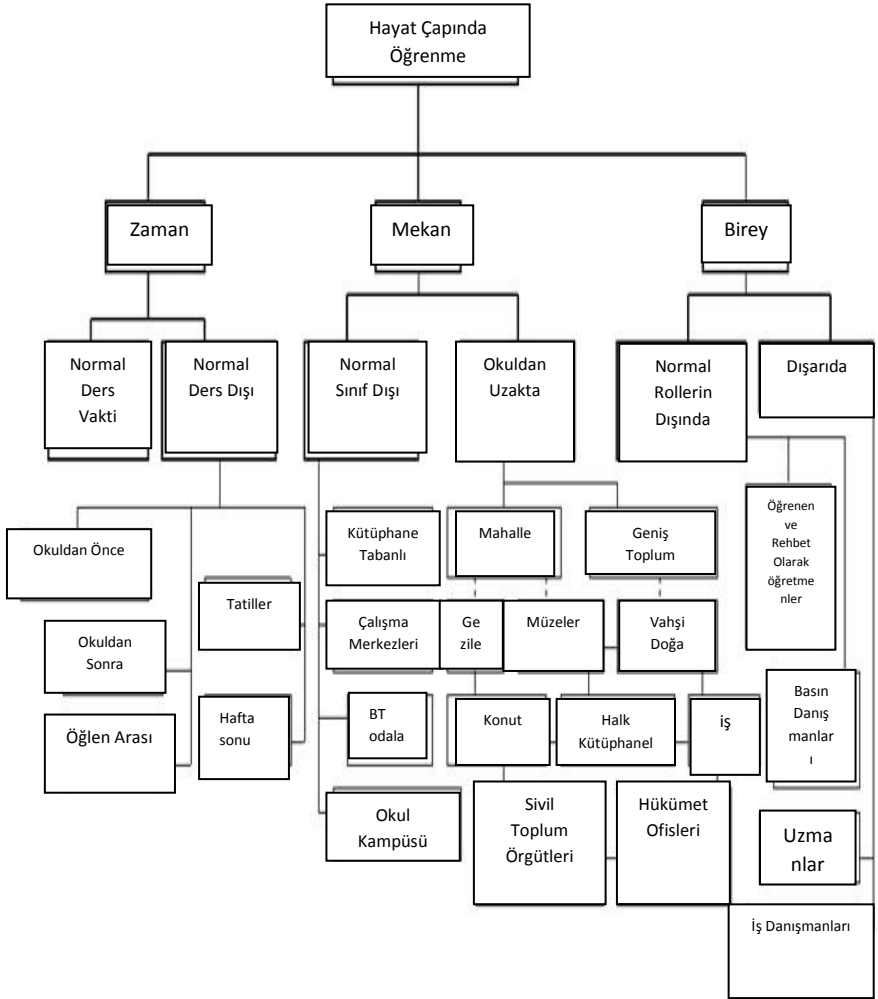 Hayat Çapında
Öğrenme
Zaman
Mekan
Birey
Normal
Ders
Vakti
Normal
Ders Dışı
Normal
Sınıf Dışı
Okuldan
Uzakta
Normal
Rollerin
Dışında
Dışarıda
Okuldan Önce
Tatiller
Okuldan
Sonra
Öğlen Arası
Hafta
sonu
Kütüphane
Tabanlı
Çalışma
Merkezleri
BT
odala
Okul
Kampüsü
Mahalle
Geniş
Toplum
Ge
zile
Müzeler
Vahşi
Doğa
Konut
Halk
Kütüphanel
iş
Sivil
Toplum
Örgütleri
Hükümet
Ofisleri
Öğrenen
ve
Rehbet
Olarak
öğretme
nler
Basın
Danış
manlar
ı
Uzma
nlar
İş Danışmanları